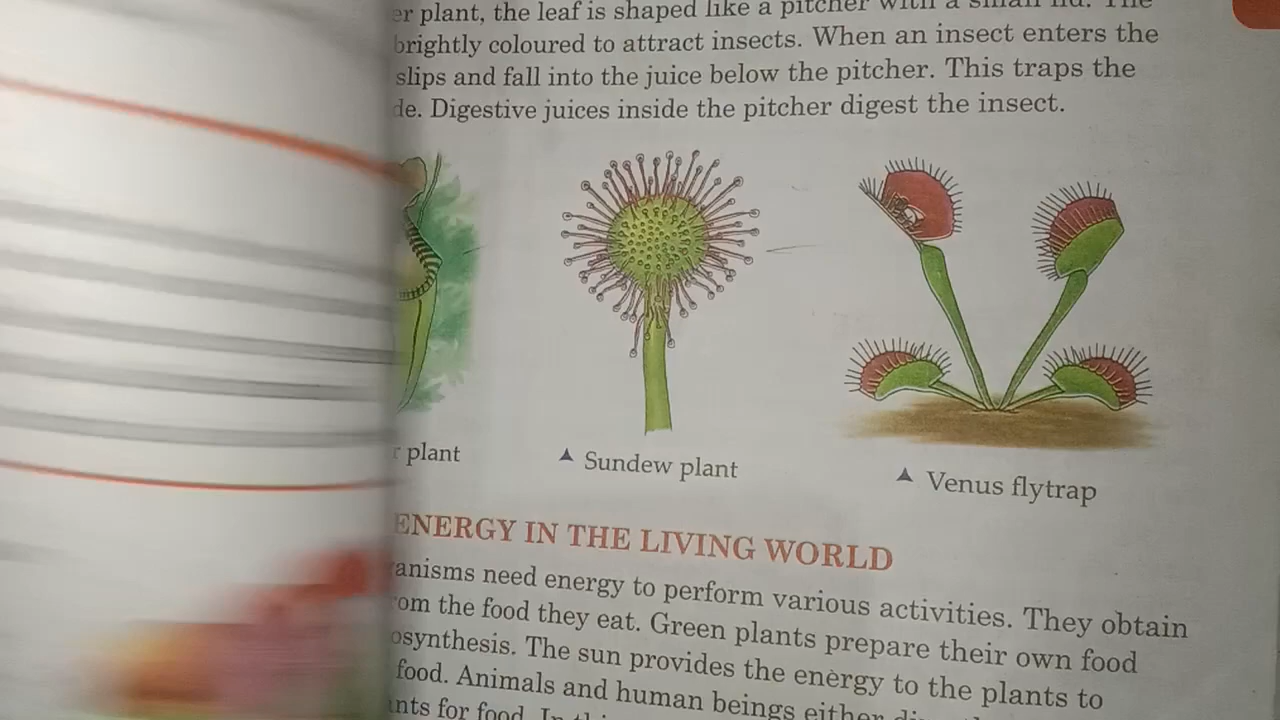 plant, the leaf is shaped like a pitcher with a small lid. The
brightly coloured to attract insects. When an insect enters the
slips and fall into the juice below the pitcher. This traps the
de. Digestive juices inside the pitcher digest the insect.
plant
Sundew plant
Venus flytrap
ENERGY IN THE LIVING WORLD
anisms need energy to perform various activities. They obtain
om the food they eat. Green plants prepare their own food
osynthesis. The sun provides the energy to the plants to
food. Animals and human beings either
nts for food. In